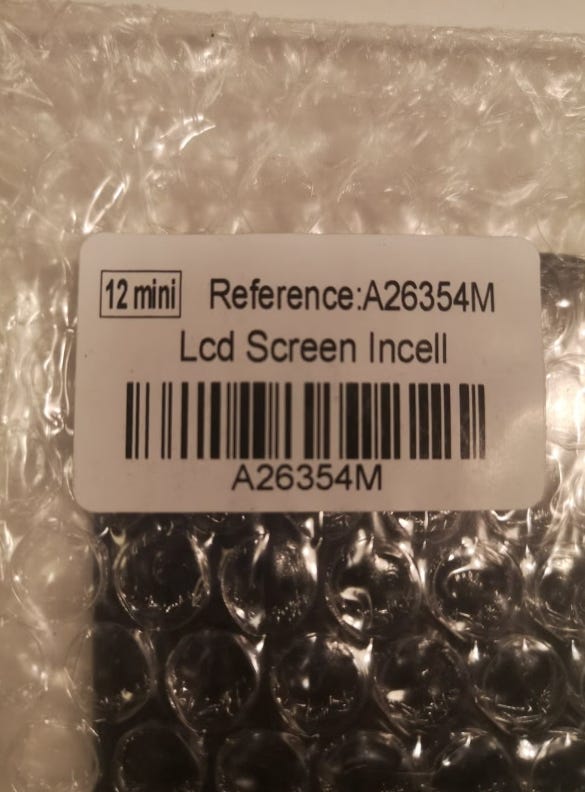 12 mini Reference:A26354M
Lcd Screen Incell
A26354M